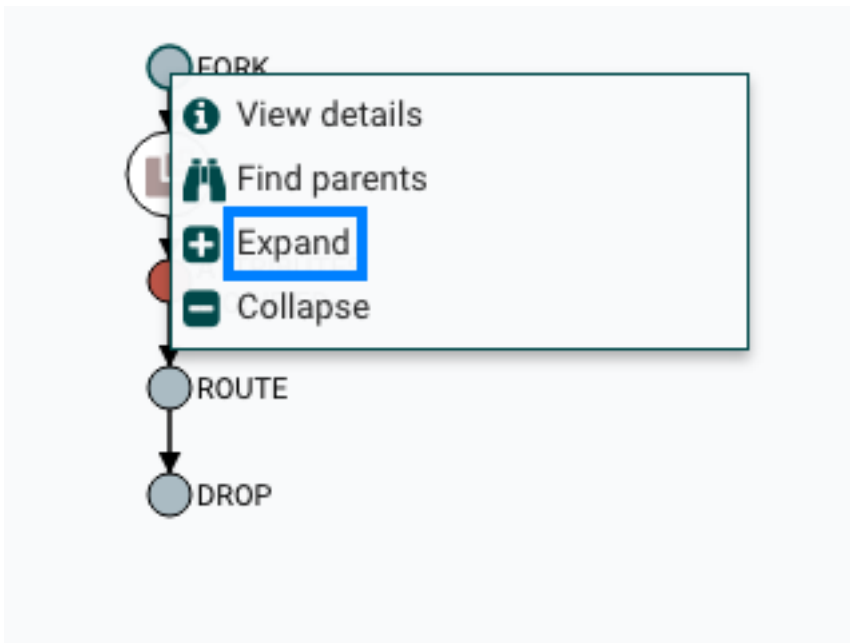 FORK
View details
Find parents
Expand
Collapse
ROUTE
DROP